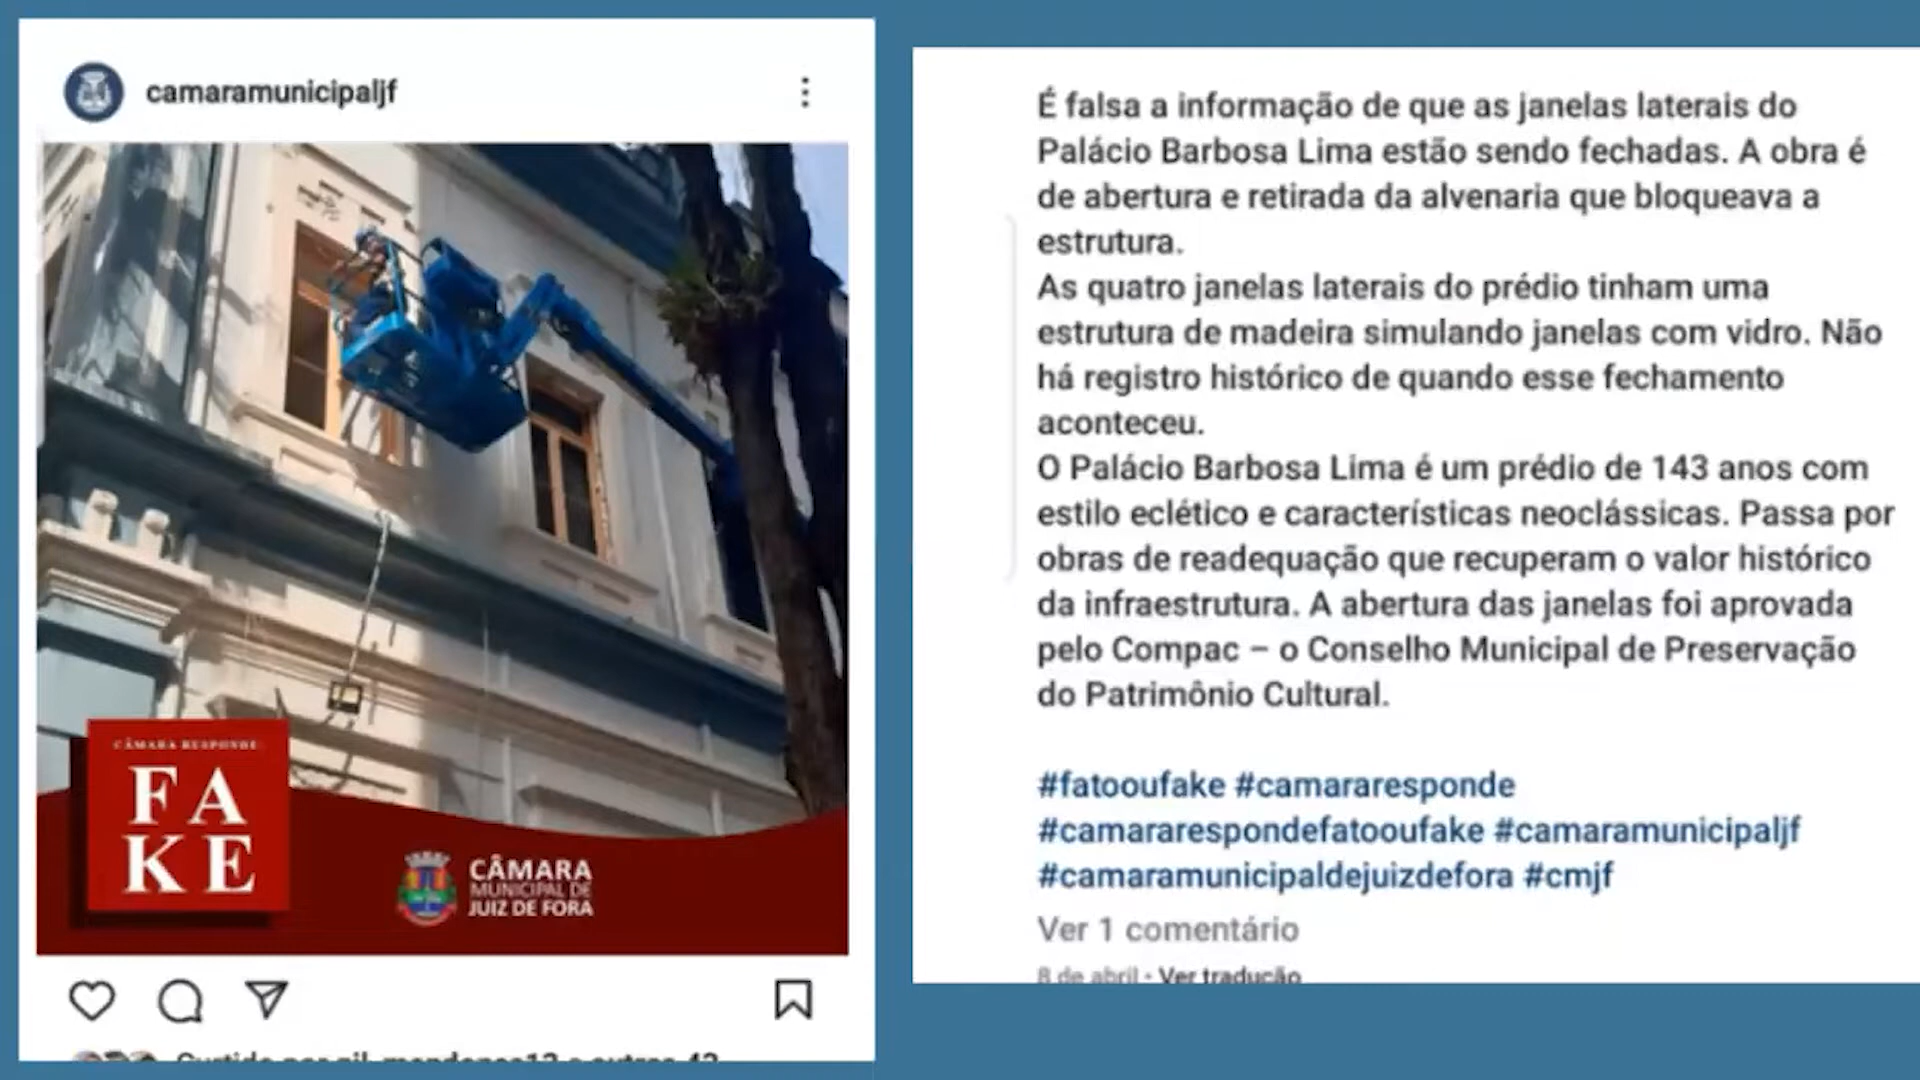 camaramunicipaljf
CÂMARA RESPONDE:
FA
KE
CÂMARA
MUNICIPAL DE
JUIZ DE FORA
É falsa a informação de que as janelas laterais do
Palácio Barbosa Lima estão sendo fechadas. A obra é
de abertura e retirada da alvenaria que bloqueava a
estrutura.
As quatro janelas laterais do prédio tinham uma
estrutura de madeira simulando janelas com vidro. Não
há registro histórico de quando esse fechamento
aconteceu.
O Palácio Barbosa Lima é um prédio de 143 anos com
estilo eclético e características neoclássicas. Passa por
obras de readequação que recuperam o valor histórico
da infraestrutura. A abertura das janelas foi aprovada
pelo Compac – o Conselho Municipal de Preservação
do Patrimônio Cultural.
#fatooufake #camararesponde
#camararespondefatooufake #camaramunicipaljf
#camaramunicipaldejuizdefora #cmjf
Ver 1 comentário
8 de abril · Ver tradução